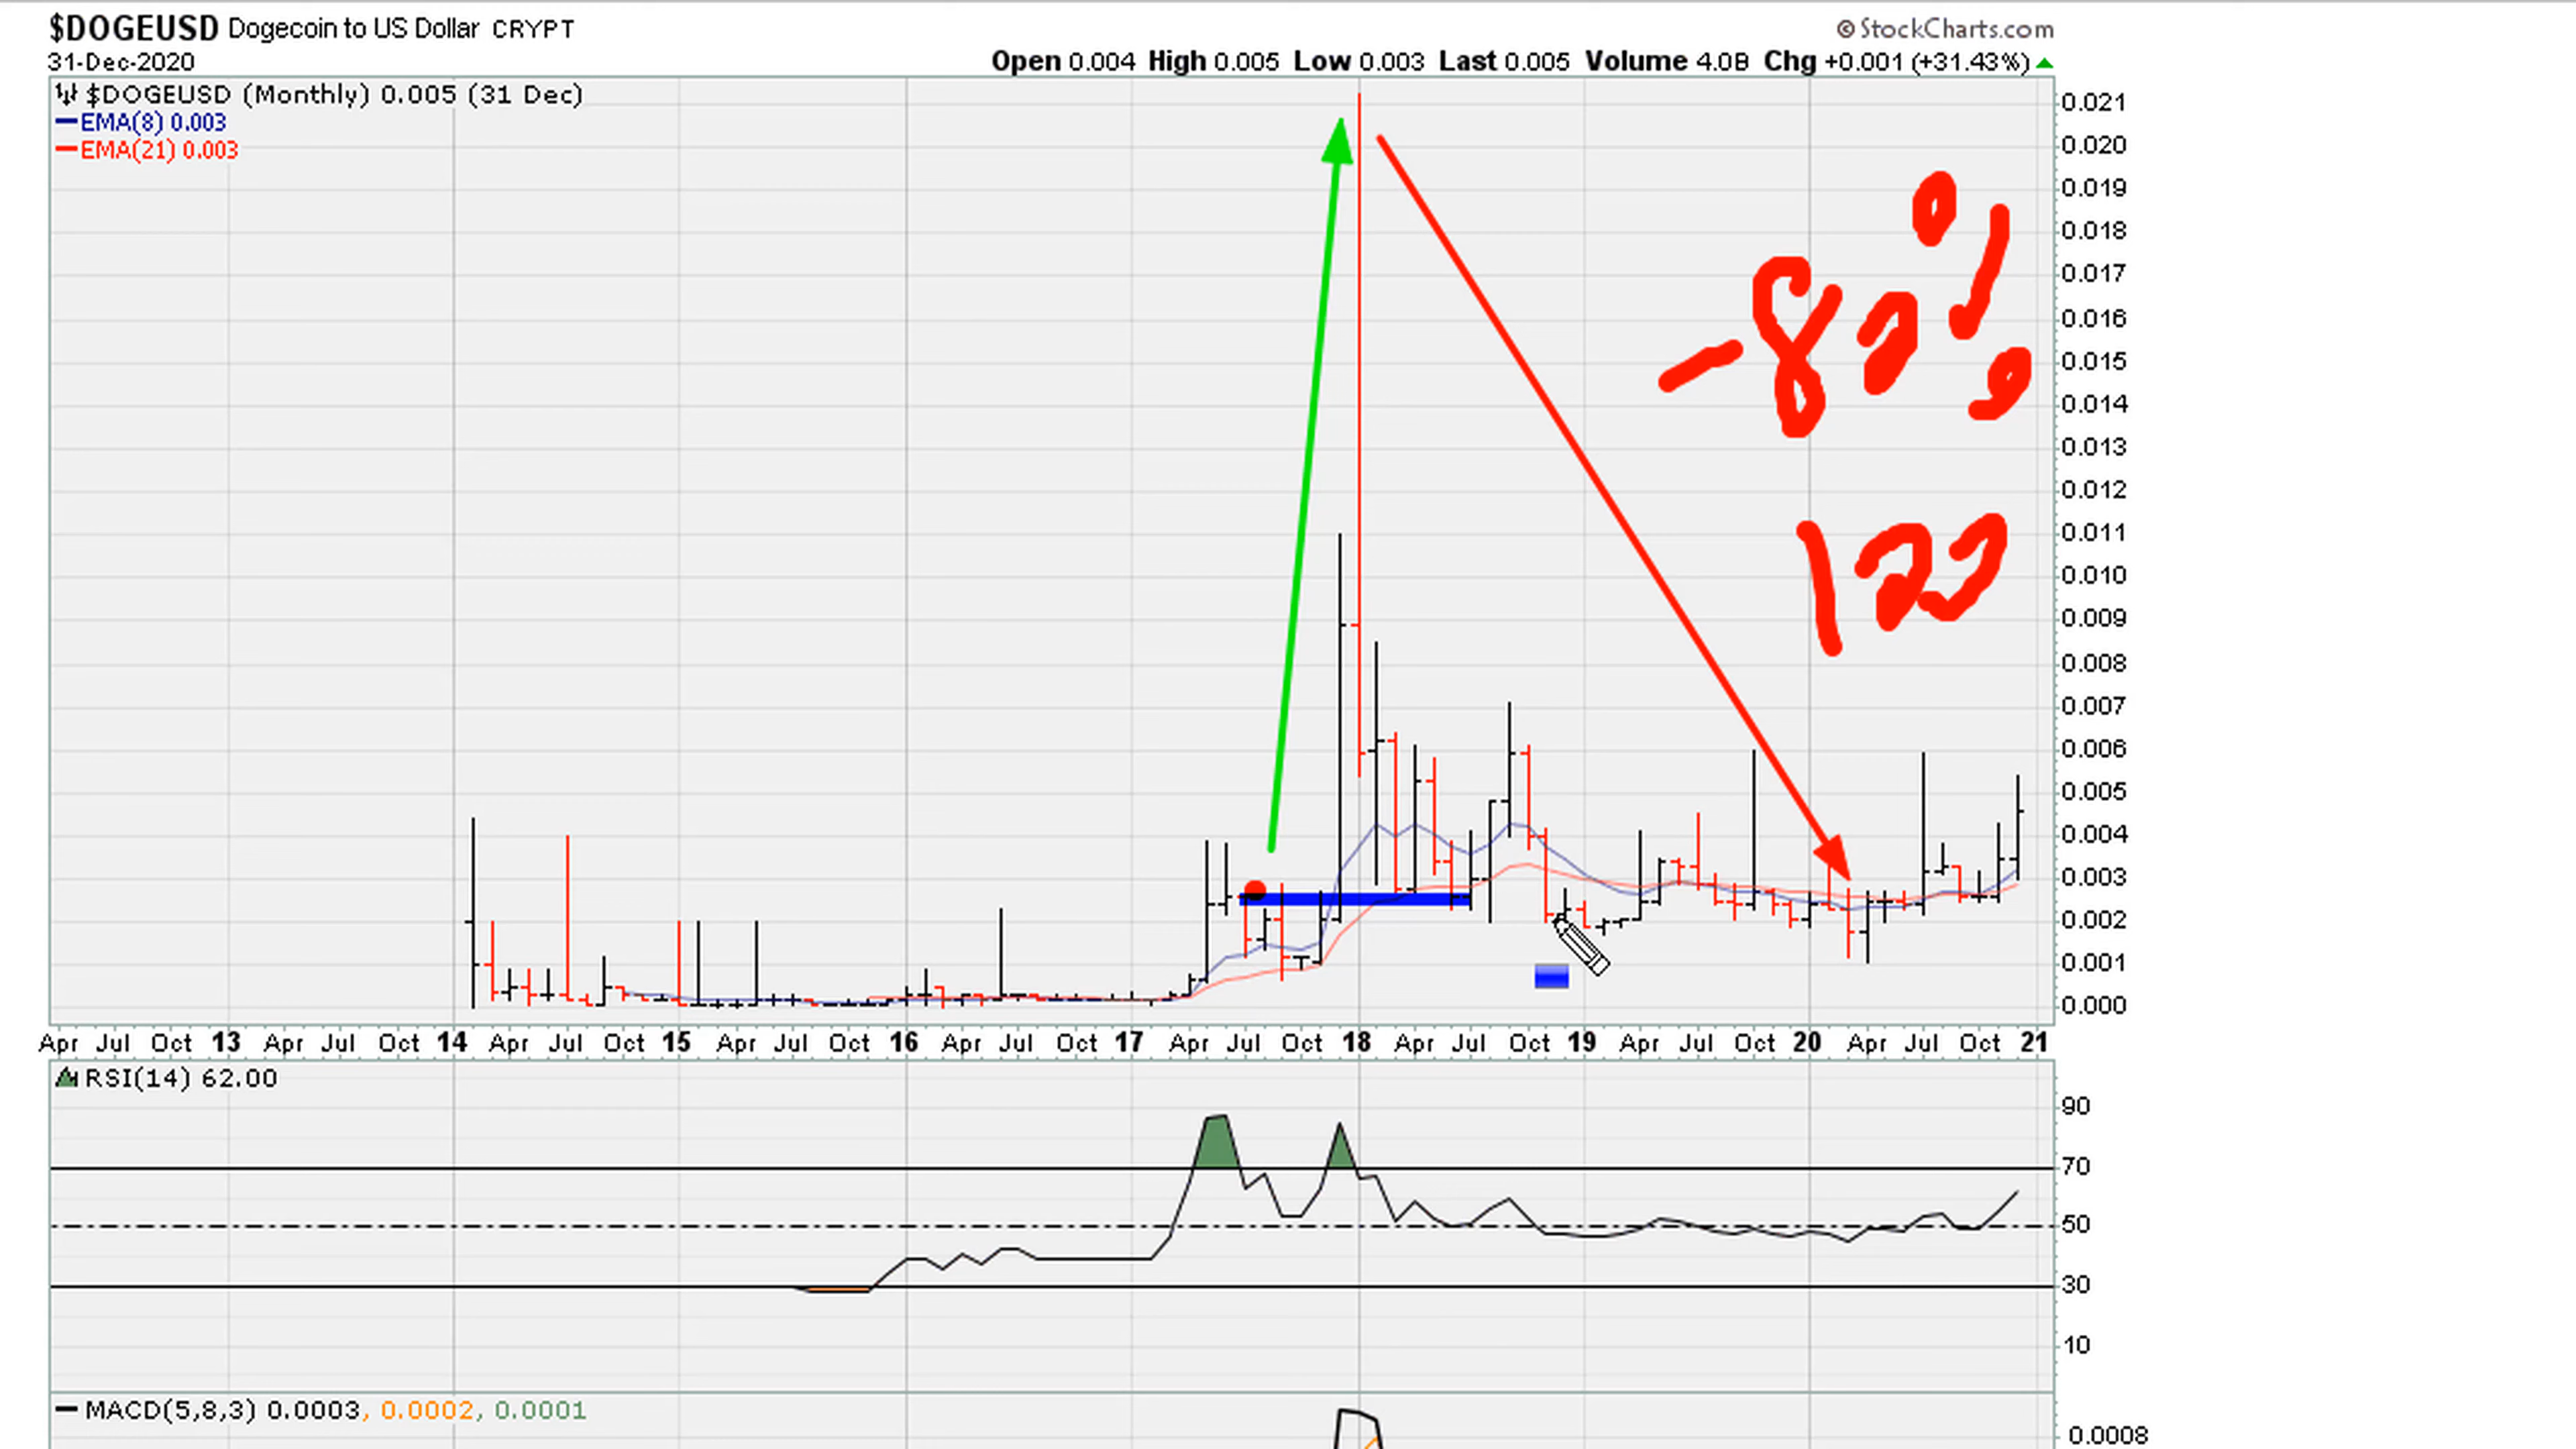 $DOGEUSD Dogecoin to US Dollar CRYPT
© StockCharts.com
31-Dec-2020
Open 0.004 High 0.005 Low 0.003 Last 0.005 Volume 4.0B Chg +0.001 (+31.43%)
$DOGEUSD (Monthly) 0.005 (31 Dec)
EMA(8) 0.003
EMA(21) 0.003
0.021
0.020
0.019
0.018
0.017
0.016
0.015
0.014
0.013
0.012
0.011
0.010
0.009
0.008
0.007
0.006
0.005
0.004
0.003
0.002
0.001
0.000
Apr Jul Oct 13 Apr Jul Oct 14 Apr Jul Oct 15 Apr Jul Oct 16 Apr Jul Oct 17 Apr Jul Oct 18 Apr Jul Oct 19 Apr Jul Oct 20 Apr Jul Oct 21
RSI(14) 62.00
90
70
50
30
10
MACD(5,8,3) 0.0003, 0.0002, 0.0001
0.0008